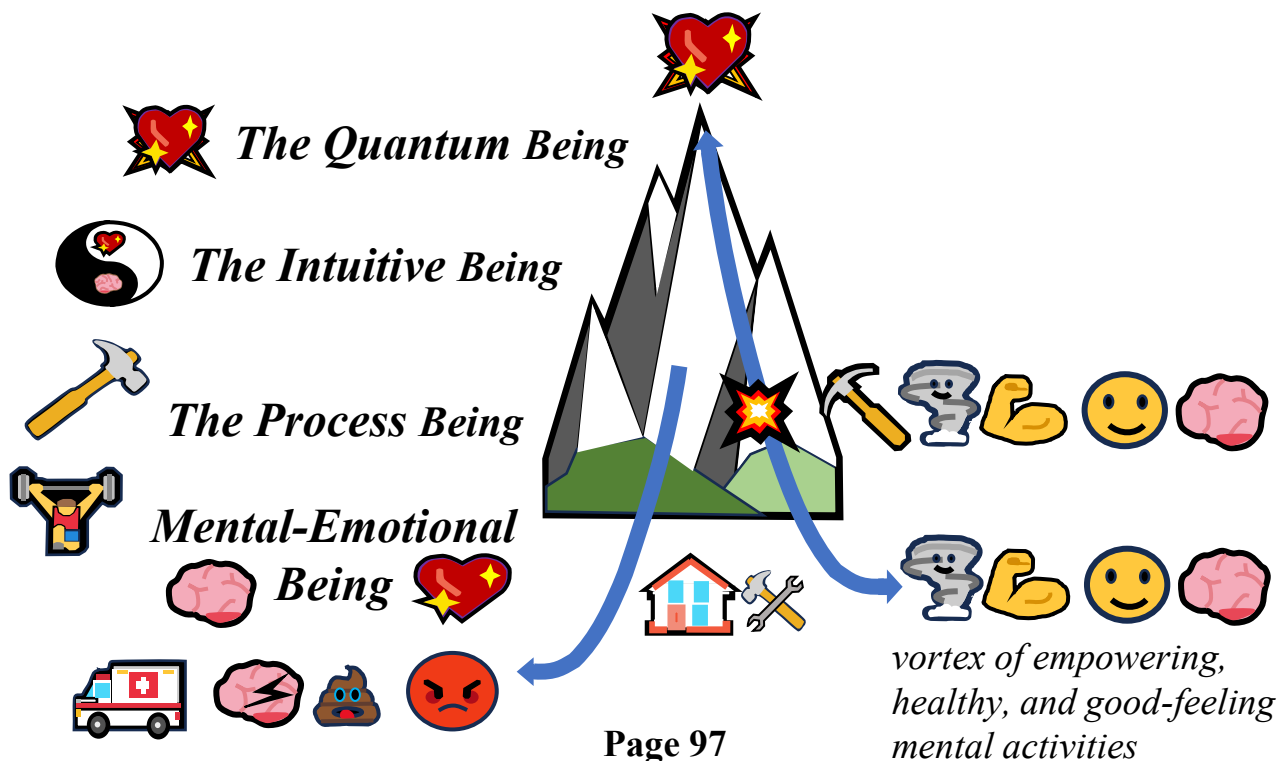 The Quantum Being
The Intuitive Being
The Process Being
Mental-Emotional
Being
vortex of empowering,
healthy, and good-feeling
mental activities
Page 97